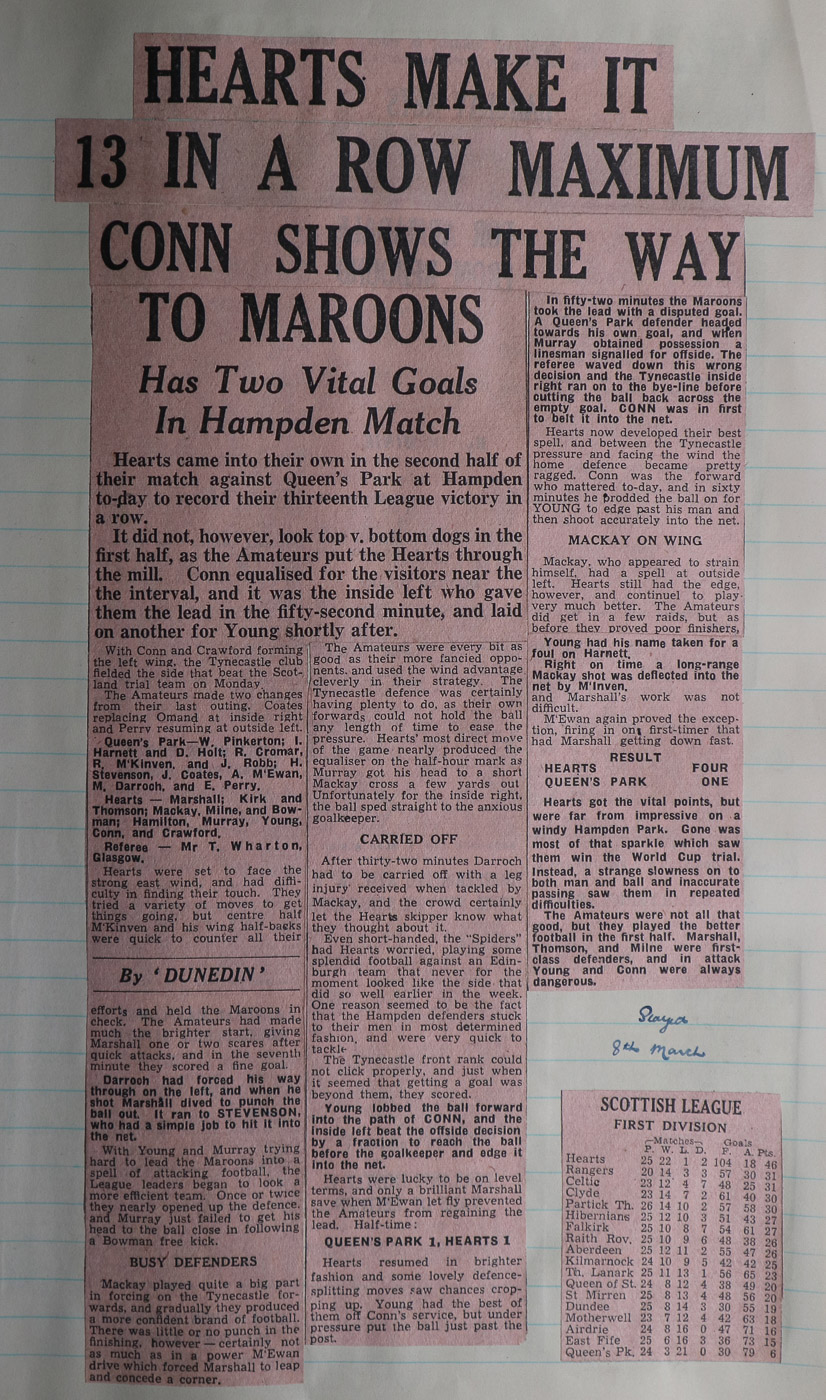 HEARTS MAKE IT
13 IN A ROW MAXIMUM
CONN SHOWS THE WAY
TO MAROONS
Has Two Vital Goals
In Hampden Match
Hearts came into their own in the second half of
their match against Queen's Park at Hampden
to-day to record their thirteenth League victory in
a row.
It did not, however, look top v. bottom dogs in the
first half, as the Amateurs put the Hearts through
the mill. Conn equalised for the visitors near the
the interval, and it was the inside left who gave
them the lead in the fifty-second minute, and laid
on another for Young shortly after.
With Conn and Crawford forming
the left wing, the Tynecastle club
fielded the side that beat the Scot-
land trial team on Monday.
The Amateurs made two changes
from their last outing, Coates
replacing Omand at inside right
and Perry resuming at outside left.
Queen's Park—W. Pinkerton; I.
Harnett and D. Holt; R. Cromar,
R. M'Kinven, and J. Robb; H.
Stevenson, J. Coates, A. M'Ewan,
M. Darroch, and E. Perry.
Hearts — Marshall; Kirk and
Thomson; Mackay, Milne, and Bow-
man; Hamilton, Murray, Young,
Conn, and Crawford.
Referee — Mr T. Wharton,
Glasgow.
Hearts were set to face the
strong east wind, and had diffi-
culty in finding their touch. They
tried a variety of moves to get
things going, but centre half
M'Kinven and his wing half-backs
were quick to counter all their
By 'DUNEDIN'
efforts and held the Maroons in
check. The Amateurs had made
much the brighter start, giving
Marshall one or two scares after
quick attacks, and in the seventh
minute they scored a fine goal.
Darroch had forced his way
through on the left, and when he
shot Marshall dived to punch the
ball out. It ran to STEVENSON,
who had a simple job to hit it into
the net.
With Young and Murray trying
hard to lead the Maroons into a
spell of attacking football, the
League leaders began to look a
more efficient team. Once or twice
they nearly opened up the defence,
and Murray just failed to get his
head to the ball close in following
a Bowman free kick.
BUSY DEFENDERS
Mackay played quite a big part
in forcing on the Tynecastle for-
wards, and gradually they produced
a more confident brand of football.
There was little or no punch in the
finishing, however—certainly not
as much as in a power M'Ewan
drive which forced Marshall to leap
and concede a corner.
The Amateurs were every bit as
good as their more fancied oppo-
nents, and used the wind advantage
cleverly in their strategy. The
Tynecastle defence was certainly
having plenty to do, as their own
forwards could not hold the ball
any length of time to ease the
pressure. Hearts' most direct move
of the game nearly produced the
equaliser on the half-hour mark as
Murray got his head to a short
Mackay cross a few yards out
Unfortunately for the inside right,
the ball sped straight to the anxious
goalkeeper.
CARRIED OFF
After thirty-two minutes Darroch
had to be carried off with a leg
injury received when tackled by
Mackay, and the crowd certainly
let the Hearts skipper know what
they thought about it.
Even short-handed, the "Spiders"
had Hearts worried, playing some
splendid football against an Edin-
burgh team that never for the
moment looked like the side that
did so well earlier in the week.
One reason seemed to be the fact
that the Hampden defenders stuck
to their men in most determined
fashion, and were very quick to
tackle
The Tynecastle front rank could
not click properly, and just when
it seemed that getting a goal was
beyond them, they scored.
Young lobbed the ball forward
into the path of CONN, and the
inside left beat the offside decision
by a fraction to reach the ball
before the goalkeeper and edge it
into the net.
Hearts were lucky to be on level
terms, and only a brilliant Marshall
save when M'Ewan let fly prevented
the Amateurs from regaining the
lead. Half-time:
QUEEN'S PARK 1, HEARTS 1
Hearts resumed in brighter
fashion and some lovely defence-
splitting moves saw chances crop-
ping up. Young had the best of
them off Conn's service, but under
pressure put the ball just past the
post.
In fifty-two minutes the Maroons
took the lead with a disputed goal.
A Queen's Park defender headed
towards his own goal, and when
Murray obtained possession a
linesman signalled for offside. The
referee waved down this wrong
decision and the Tynecastle inside
right ran on to the bye-line before
cutting the ball back across the
empty goal. CONN was in first
to belt it into the net.
Hearts now developed their best
spell, and between the Tynecastle
pressure and facing the wind the
home defence became pretty
ragged. Conn was the forward
who mattered to-day, and in sixty
minutes he prodded the ball on for
YOUNG to edge past his man and
then shoot accurately into the net.
MACKAY ON WING
Mackay, who appeared to strain
himself, had a spell at outside
left. Hearts still had the edge,
however, and continuel to play
very much better. The Amateurs
did get in a few raids, but as
before they proved poor finishers,
Young had his name taken for a
foul on Harnett.
Right on time a long-range
Mackay shot was deflected into the
net by M'Inven.
and Marshall's work was not
difficult.
M'Ewan again proved the excep-
tion, firing in one first-timer that
had Marshall getting down fast.
RESULT
HEARTS FOUR
QUEEN'S PARK ONE
Hearts got the vital points, but
were far from impressive on a
windy Hampden Park. Gone was
most of that sparkle which saw
them win the World Cup trial.
Instead, a strange slowness on to
both man and ball and inaccurate
passing saw them in repeated
difficulties.
The Amateurs were not all that
good, but they played the better
football in the first half. Marshall,
Thomson, and Milne were first-
class defenders, and in attack
Young and Conn were always
dangerous.
Played
8th March
SCOTTISH LEAGUE
FIRST DIVISION
Matches Goals
P. W. L. D. F. A. Pts.
Hearts 25 22 1 2 104 18 46
Rangers 20 14 3 3 57 30 31
Celtic 23 12 4 7 48 25 31
Clyde 23 14 7 2 61 40 30
Partick Th. 26 14 10 2 57 58 30
Hibernians 25 12 10 3 51 43 27
Falkirk 25 10 8 7 54 61 27
Raith Rov. 25 10 9 6 48 38 26
Aberdeen 25 12 11 2 55 47 26
Kilmarnock 24 10 9 5 42 42 25
Th. Lanark 25 11 13 1 56 65 23
Queen of St. 24 8 12 4 38 49 20
St Mirren 25 8 13 4 48 56 20
Dundee 25 8 14 3 30 55 19
Motherwell 23 7 12 4 42 63 18
Airdrie 24 8 16 0 47 71 16
East Fife 25 6 16 3 36 73 15
Queen's Pk. 24 3 21 0 30 79 6